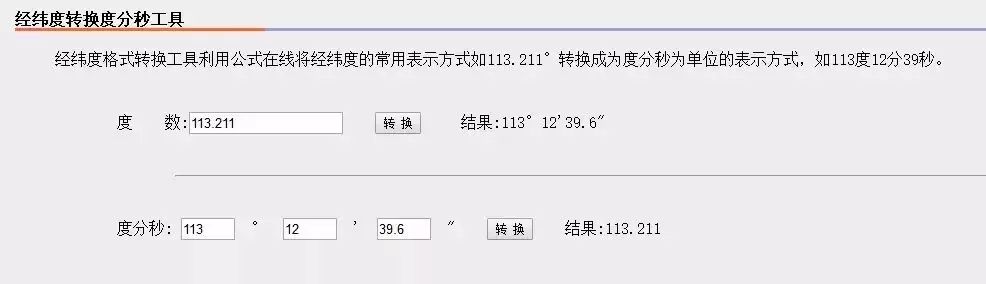 经纬度转换度分秒工具
经纬度格式转换工具利用公式在线将经纬度的常用表示方式如113.211°转换成为度分秒为单位的表示方式，如113度12分39秒。
度 数:113.211 转 换 结果:113°12'39.6"
度分秒: 113 ° 12 ' 39.6 " 转 换 结果:113.211